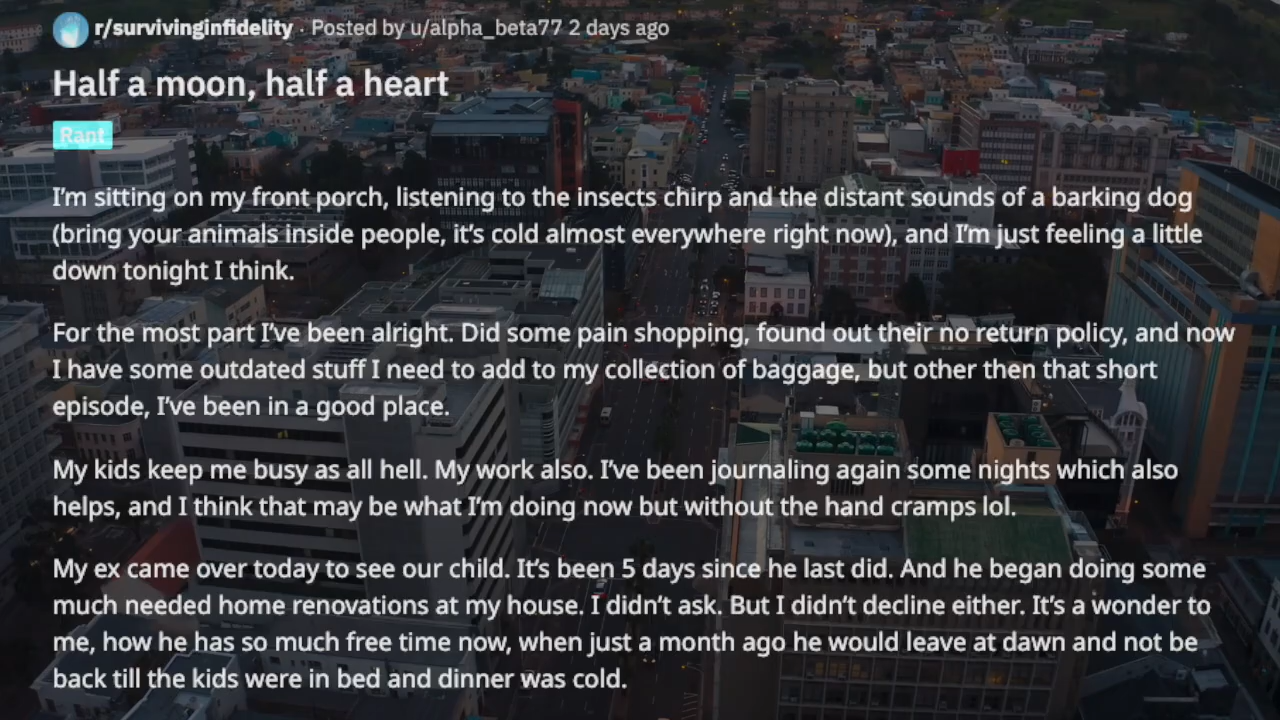 r/survivinginfidelity · Posted by u/alpha_beta77 2 days ago
Half a moon, half a heart
Rant
I'm sitting on my front porch, listening to the insects chirp and the distant sounds of a barking dog
(bring your animals inside people, it's cold almost everywhere right now), and I'm just feeling a little
down tonight I think.
For the most part I've been alright. Did some pain shopping, found out their no return policy, and now
I have some outdated stuff I need to add to my collection of baggage, but other then that short
episode, I've been in a good place.
My kids keep me busy as all hell. My work also. I've been journaling again some nights which also
helps, and I think that may be what I'm doing now but without the hand cramps lol.
My ex came over today to see our child. It's been 5 days since he last did. And he began doing some
much needed home renovations at my house. I didn't ask. But I didn't decline either. It's a wonder to
me, how he has so much free time now, when just a month ago he would leave at dawn and not be
back till the kids were in bed and dinner was cold.